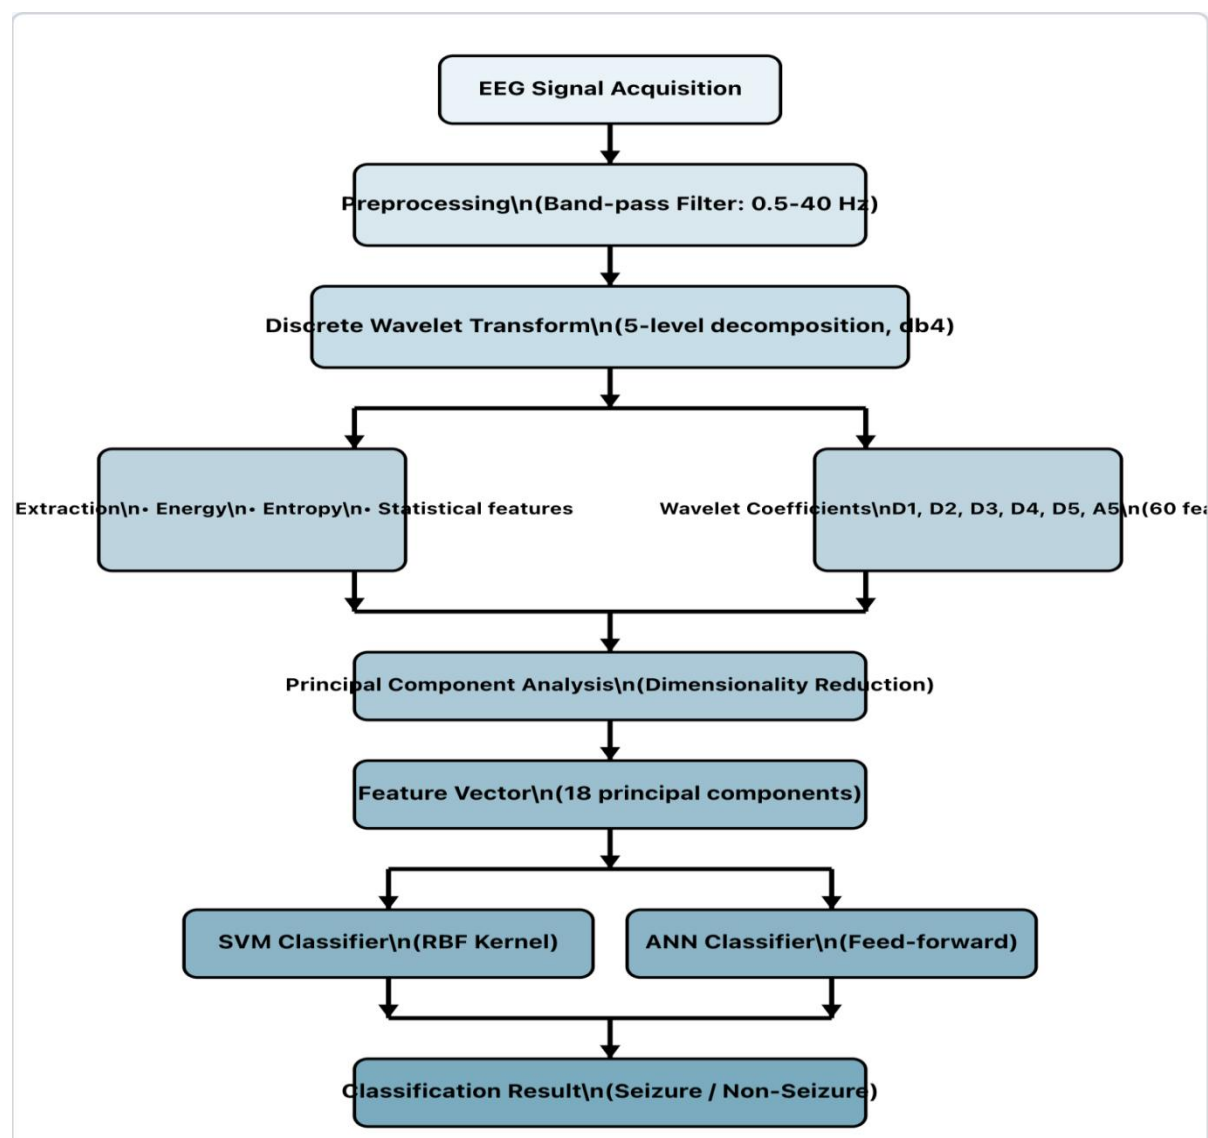 EEG Signal Acquisition
Preprocessing\n(Band-pass Filter: 0.5-40 Hz)
Discrete Wavelet Transform\n(5-level decomposition, db4)
Extraction\n• Energy\n• Entropy\n• Statistical features
Wavelet Coefficients\nD1, D2, D3, D4, D5, A5\n(60 fea
Principal Component Analysis\n(Dimensionality Reduction)
Feature Vector\n(18 principal components)
SVM Classifier\n(RBF Kernel)
ANN Classifier\n(Feed-forward)
Classification Result\n(Seizure / Non-Seizure)